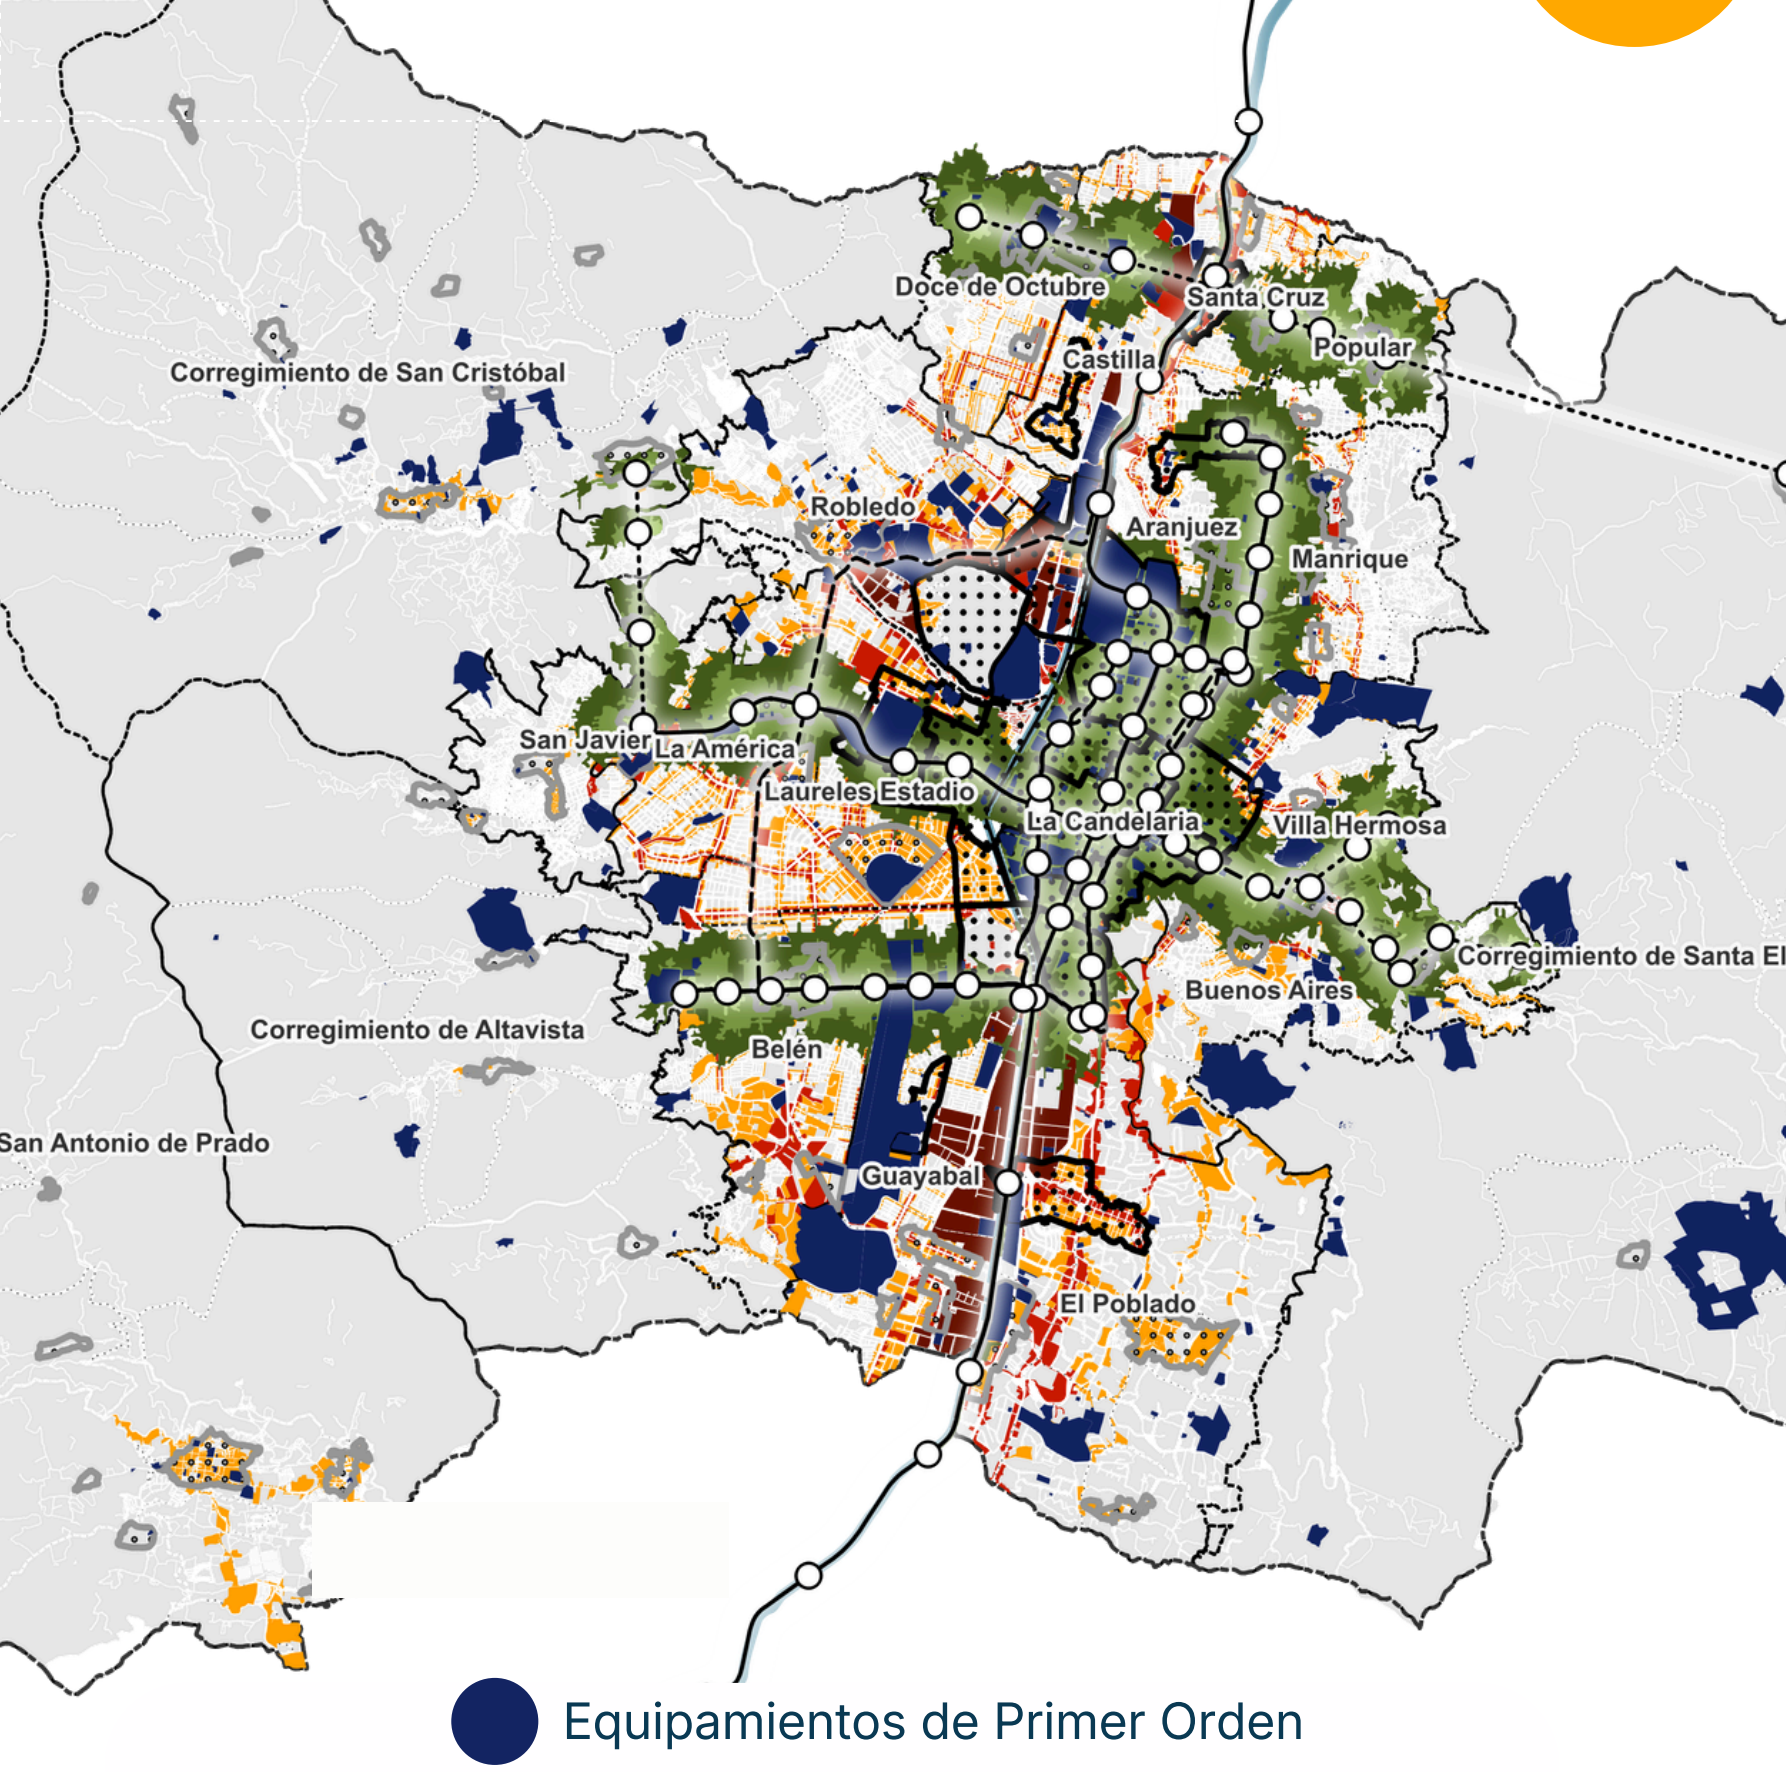 Doce de Octubre
Santa Cruz
Popular
Castilla
Corregimiento de San Cristóbal
Robledo
Aranjuez
Manrique
San Javier
La América
Laureles Estadio
La Candelaria
Villa Hermosa
Corregimiento de Santa El
Buenos Aires
Corregimiento de Altavista
Belén
San Antonio de Prado
Guayabal
El Poblado
Equipamientos de Primer Orden